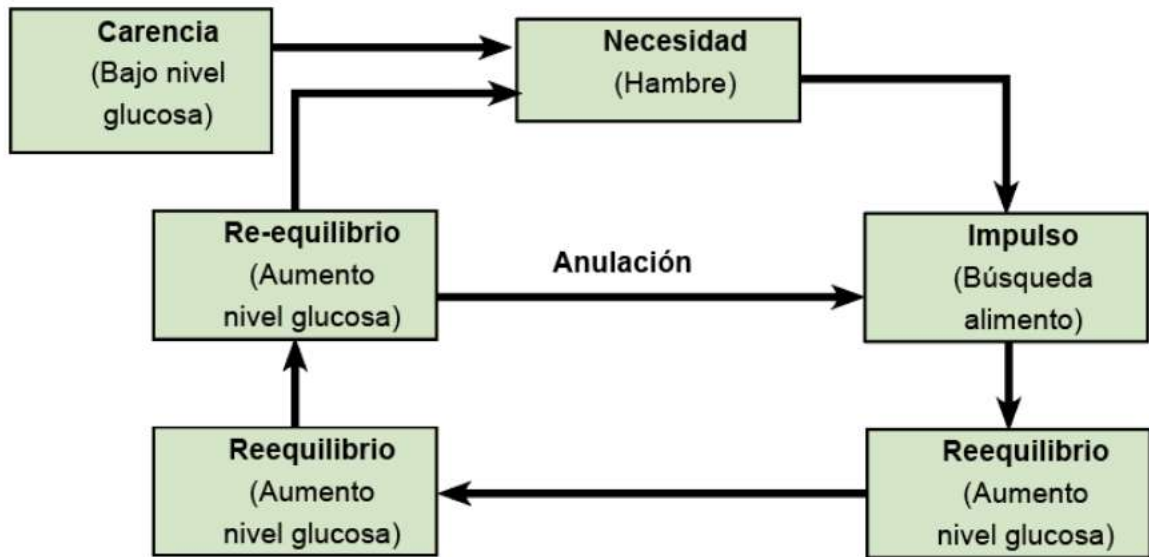 Carencia
(Bajo nivel
glucosa)
Necesidad
(Hambre)
Re-equilibrio
(Aumento
nivel glucosa)
Anulación
Impulso
(Búsqueda
alimento)
Reequilibrio
(Aumento
nivel glucosa)
Reequilibrio
(Aumento
nivel glucosa)